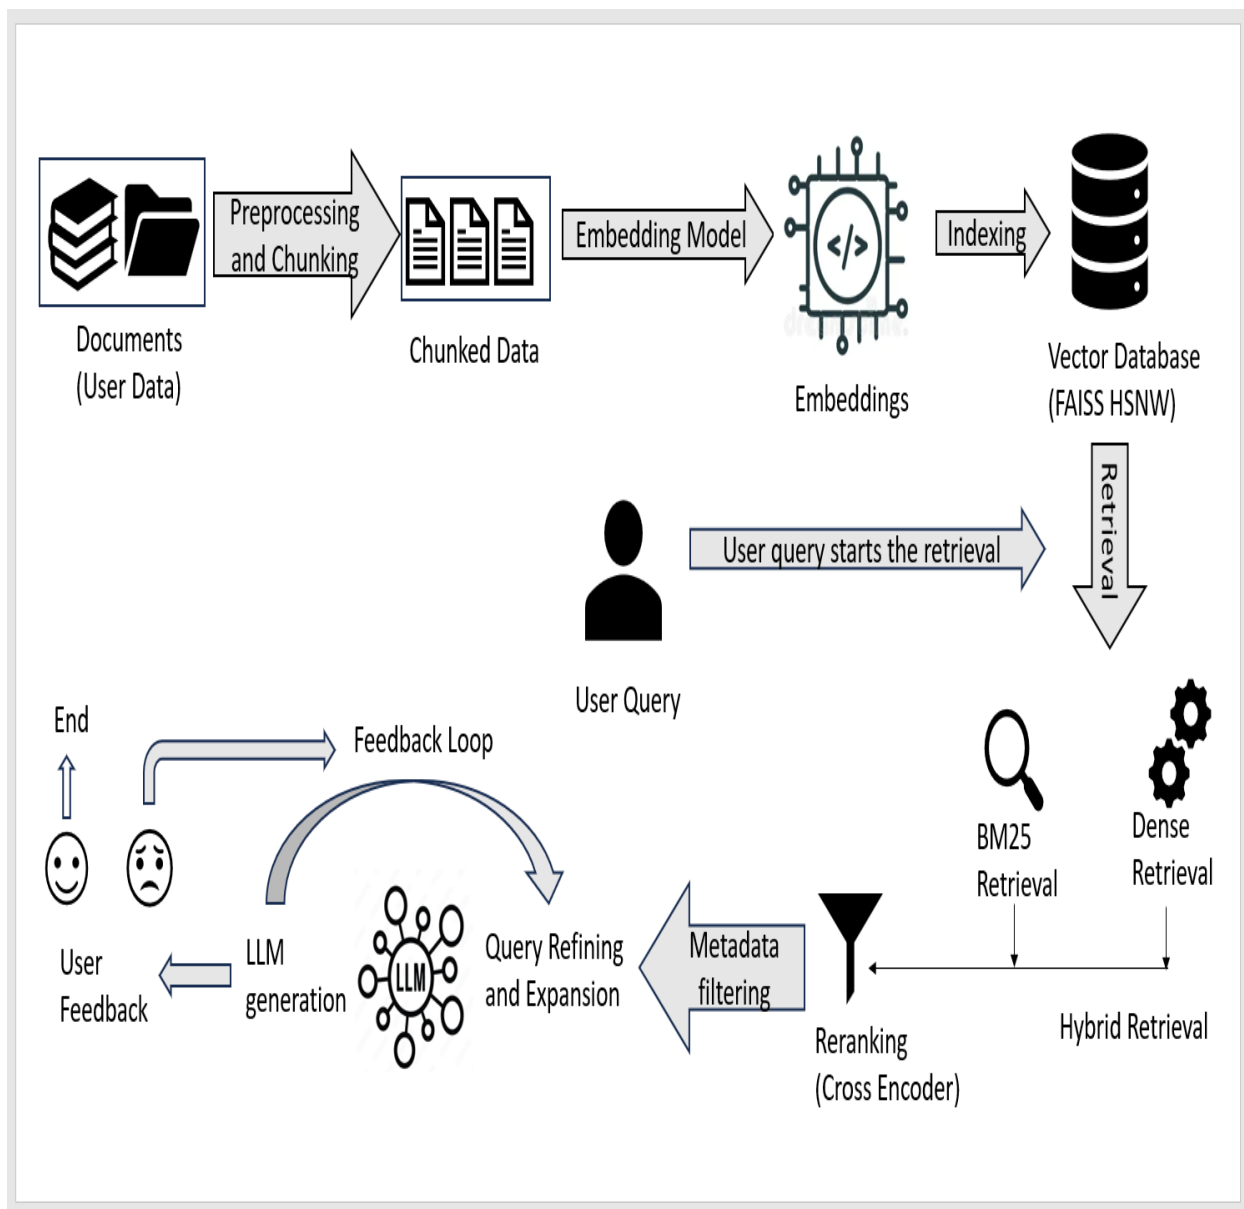 Preprocessing
and Chunking
Embedding Model
</>
Indexing
Documents
(User Data)
Chunked Data
Embeddings
Vector Database
(FAISS HSNW)
Retrieval
User query starts the retrieval
User Query
End
Feedback Loop
BM25
Retrieval
Dense
Retrieval
User
Feedback
LLM
generation
LLM
Query Refining
and Expansion
Metadata
filtering
Reranking
(Cross Encoder)
Hybrid Retrieval